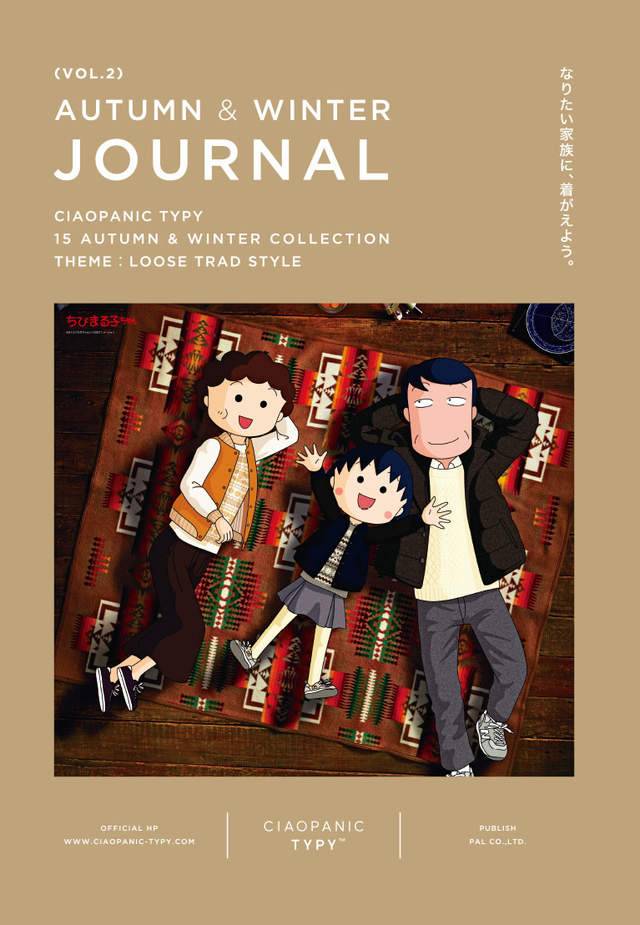 (VOL.2)
AUTUMN & WINTER
JOURNAL
CIAOPANIC TYPY
15 AUTUMN & WINTER COLLECTION
THEME : LOOSE TRAD STYLE
なりたい家族に、着がえよう。
ちびまる子ちゃん
OFFICIAL HP
WWW.CIAOPANIC-TYPY.COM
CIAOPANIC
TYPY™
PUBLISH
PAL CO.,LTD.